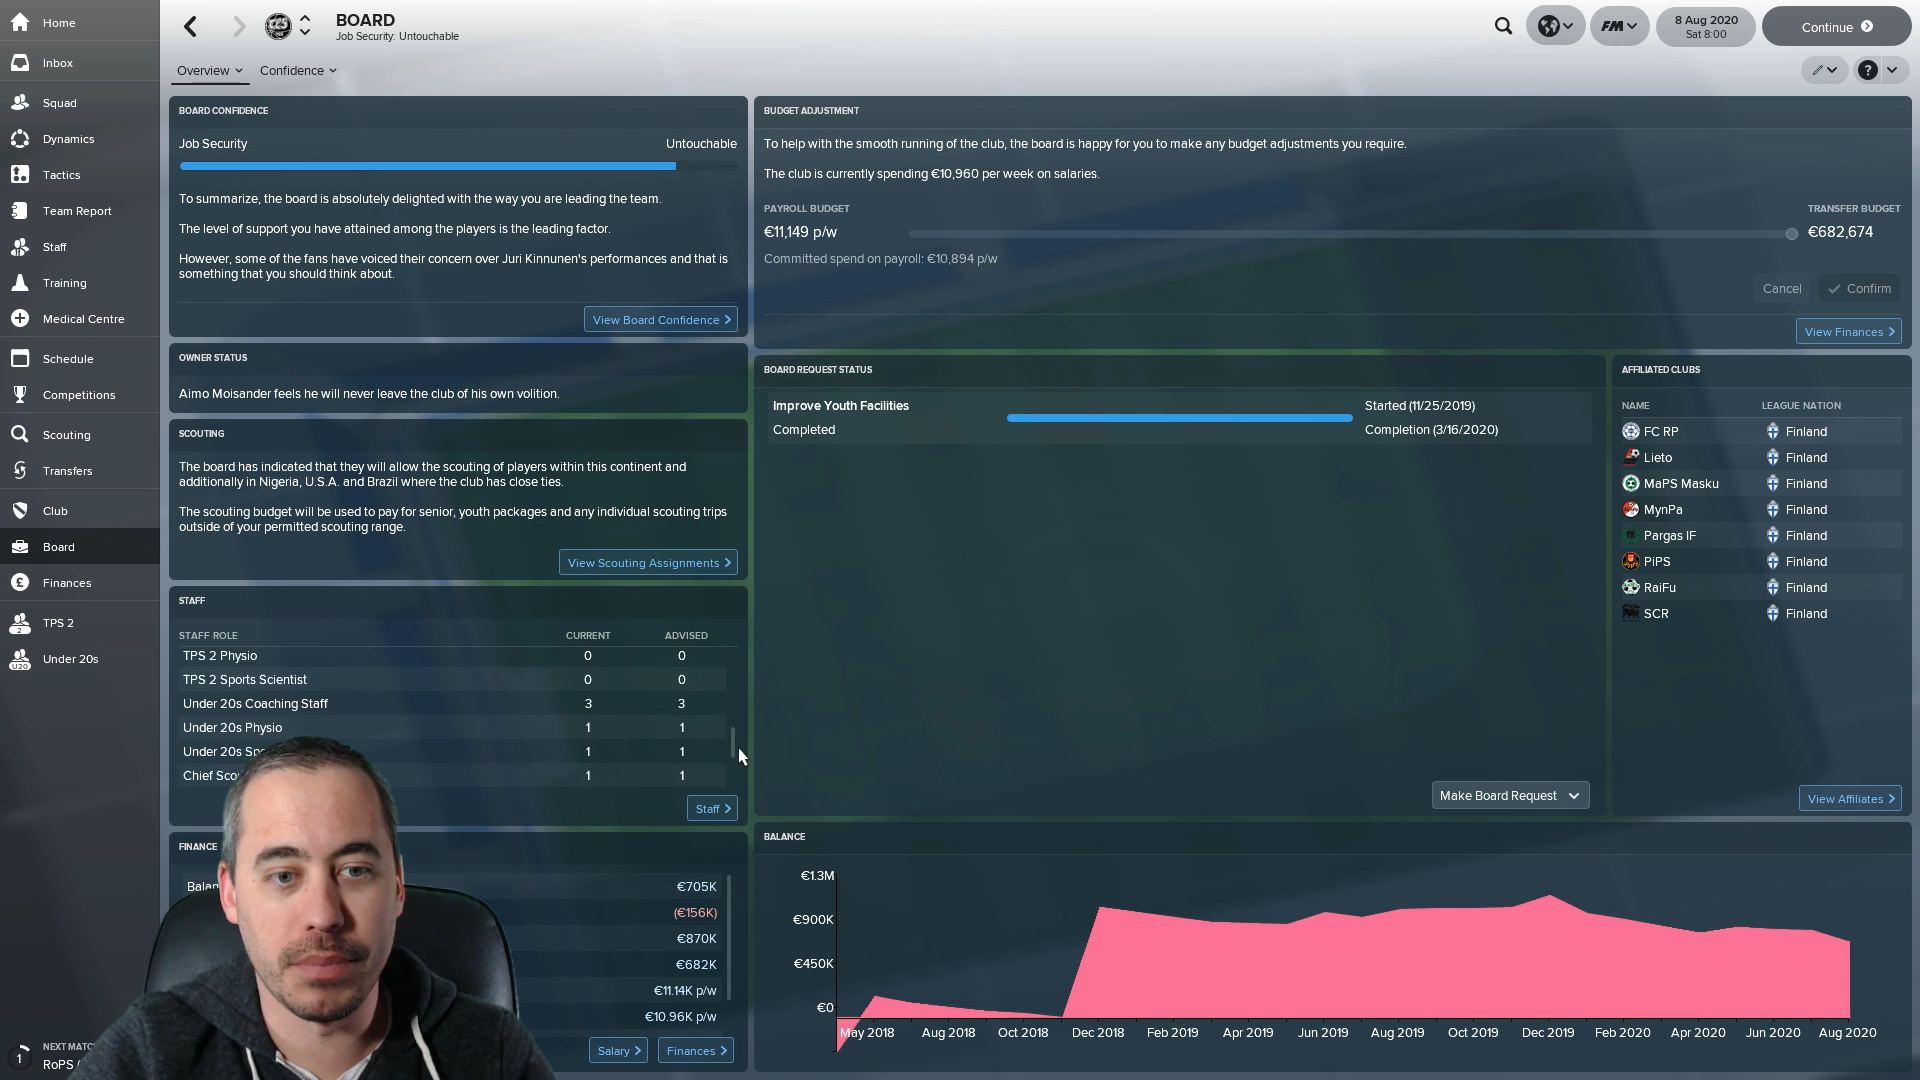 Home
Inbox
Squad
Dynamics
Tactics
Team Report
Staff
Training
Medical Centre
Schedule
Competitions
Scouting
Transfers
Club
Board
Finances
TPS 2
Under 20s
1
RoPS
BOARD
Job Security: Untouchable
FM
8 Aug 2020
Sat 8:00
Continue
Overview
Confidence
BOARD CONFIDENCE
Job Security Untouchable
To summarize, the board is absolutely delighted with the way you are leading the team.
The level of support you have attained among the players is the leading factor.
However, some of the fans have voiced their concern over Juri Kinnunen's performances and that is
something that you should think about.
View Board Confidence
OWNER STATUS
Aimo Moisander feels he will never leave the club of his own volition.
SCOUTING
The board has indicated that they will allow the scouting of players within this continent and
additionally in Nigeria, U.S.A. and Brazil where the club has close ties.
The scouting budget will be used to pay for senior, youth packages and any individual scouting trips
outside of your permitted scouting range.
View Scouting Assignments
STAFF
STAFF ROLE CURRENT ADVISED
TPS 2 Physio 0 0
TPS 2 Sports Scientist 0 0
Under 20s Coaching Staff 3 3
Under 20s Physio 1 1
Under 20s 1 1
Chief 1 1
Staff
FINANCE
€705K
(€156K)
€870K
€682K
€11.14K p/w
€10.96K p/w
Salary
Finances
BUDGET ADJUSTMENT
To help with the smooth running of the club, the board is happy for you to make any budget adjustments you require.
The club is currently spending €10,960 per week on salaries.
PAYROLL BUDGET TRANSFER BUDGET
€11,149 p/w €682,674
Committed spend on payroll: €10,894 p/w
Cancel Confirm
View Finances
BOARD REQUEST STATUS
Improve Youth Facilities Started (11/25/2019)
Completed Completion (3/16/2020)
Make Board Request
AFFILIATED CLUBS
NAME LEAGUE NATION
FC RP Finland
Lieto Finland
MaPS Masku Finland
MynPa Finland
Pargas IF Finland
PiPS Finland
RaiFu Finland
SCR Finland
View Affiliates
BALANCE
€1.3M
€900K
€450K
€0
May 2018 Aug 2018 Oct 2018 Dec 2018 Feb 2019 Apr 2019 Jun 2019 Aug 2019 Oct 2019 Dec 2019 Feb 2020 Apr 2020 Jun 2020 Aug 2020